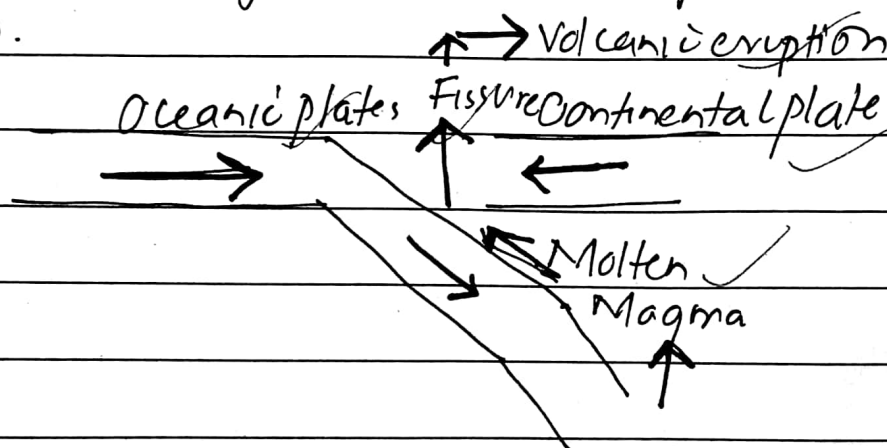 Volcanic eruption
Oceanic plates Fissure Continental plate
Molten
Magma